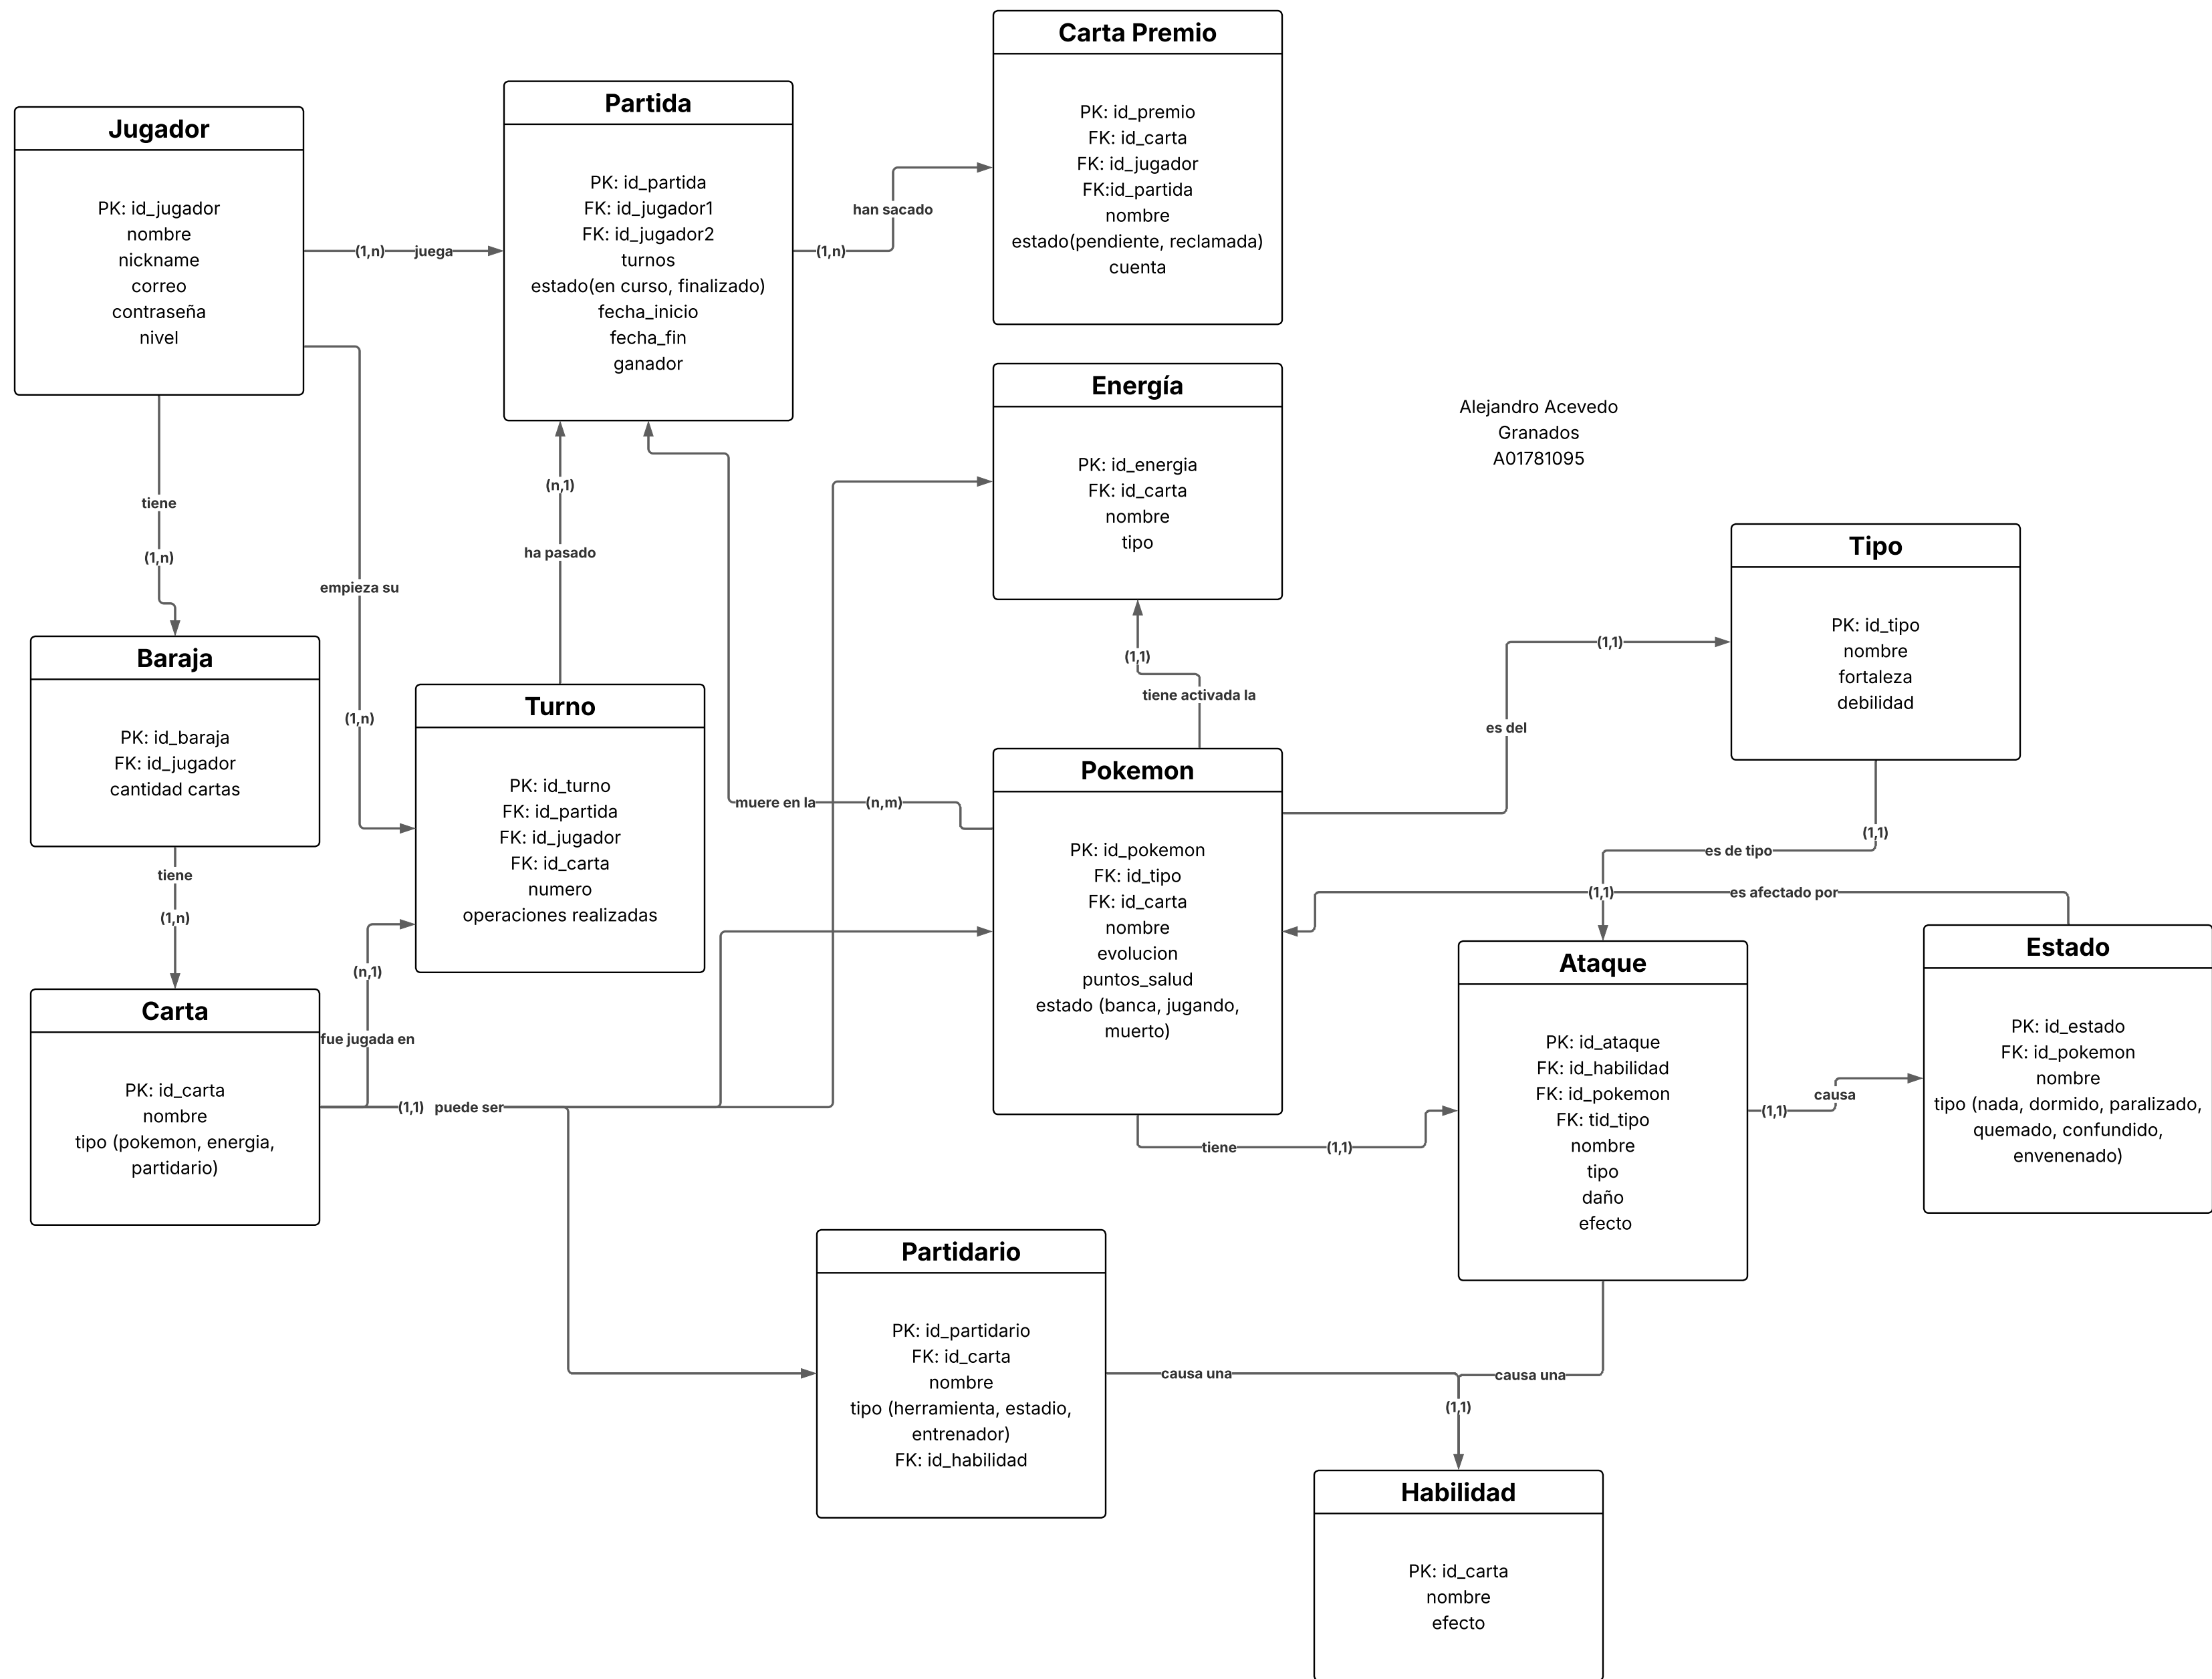 Carta Premio
PK: id_premio
FK: id_carta
FK: id_jugador
FK:id_partida
nombre
estado(pendiente, reclamada)
cuenta
Partida
PK: id_partida
FK: id_jugador1
FK: id_jugador2
turnos
estado(en curso, finalizado)
fecha_inicio
fecha_fin
ganador
Jugador
PK: id_jugador
nombre
nickname
correo
contraseña
nivel
(1,n)
juega
(1,n)
han sacado
Energía
PK: id_energia
FK: id_carta
nombre
tipo
Alejandro Acevedo
Granados
A01781095
tiene
(1,n)
empieza su
(1,n)
(n,1)
ha pasado
Baraja
PK: id_baraja
FK: id_jugador
cantidad cartas
Turno
PK: id_turno
FK: id_partida
FK: id_jugador
FK: id_carta
numero
operaciones realizadas
(1,1)
tiene activada la
muere en la
(n,m)
Pokemon
PK: id_pokemon
FK: id_tipo
FK: id_carta
nombre
evolucion
puntos_salud
estado (banca, jugando,
muerto)
(1,1)
es del
Tipo
PK: id_tipo
nombre
fortaleza
debilidad
(1,1)
es de tipo
(1,1)
es afectado por
tiene
(1,n)
Carta
PK: id_carta
nombre
tipo (pokemon, energia,
partidario)
(n,1)
fue jugada en
(1,1)
puede ser
Ataque
PK: id_ataque
FK: id_habilidad
FK: id_pokemon
FK: tid_tipo
nombre
tipo
daño
efecto
Estado
PK: id_estado
FK: id_pokemon
nombre
tipo (nada, dormido, paralizado,
quemado, confundido,
envenenado)
(1,1)
causa
tiene
(1,1)
Partidario
PK: id_partidario
FK: id_carta
nombre
tipo (herramienta, estadio,
entrenador)
FK: id_habilidad
causa una
causa una
(1,1)
Habilidad
PK: id_carta
nombre
efecto